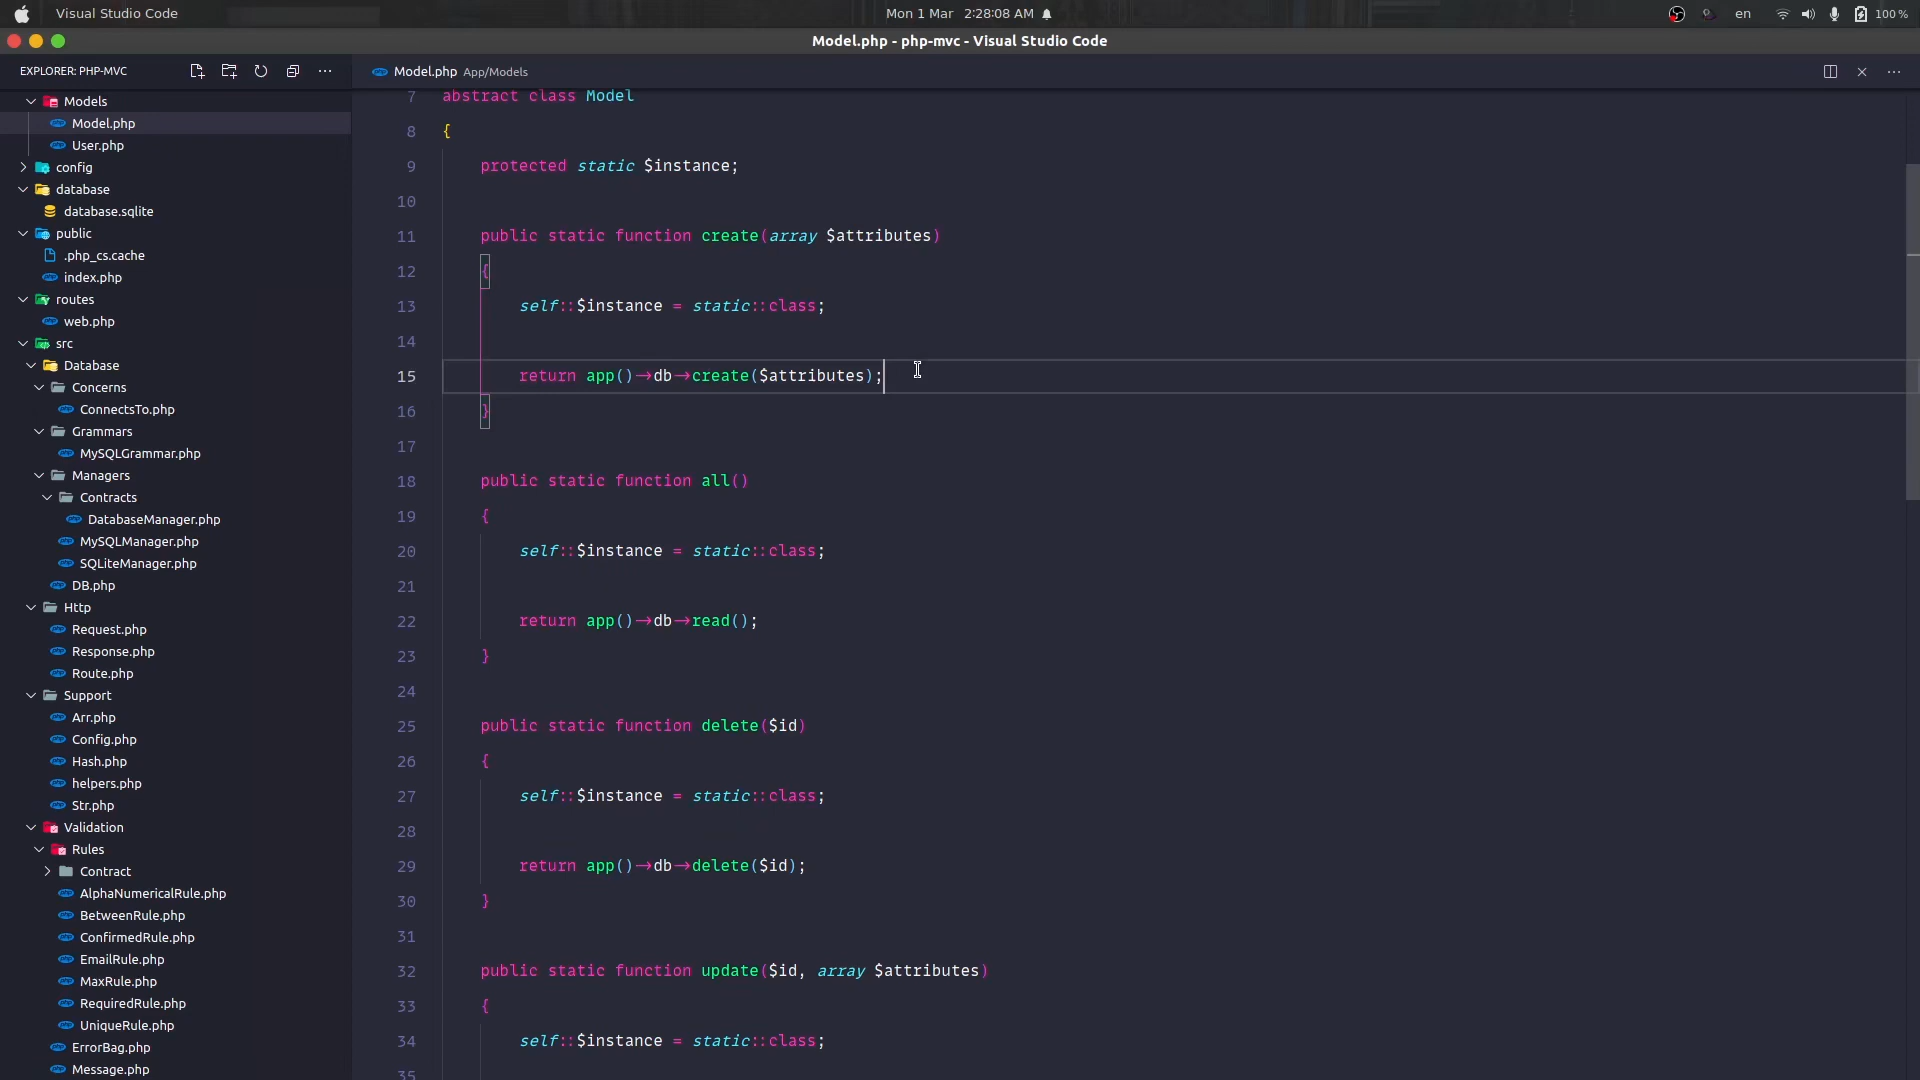 Visual Studio Code
Mon 1 Mar 2:28:08 AM
en
100 %
Model.php - php-mvc - Visual Studio Code
EXPLORER: PHP-MVC
Models
Model.php
User.php
config
database
database.sqlite
public
.php_cs.cache
index.php
routes
web.php
src
Database
Concerns
ConnectsTo.php
Grammars
MySQLGrammar.php
Managers
Contracts
DatabaseManager.php
MySQLManager.php
SQLiteManager.php
DB.php
Http
Request.php
Response.php
Route.php
Support
Arr.php
Config.php
Hash.php
helpers.php
Str.php
Validation
Rules
Contract
AlphaNumericalRule.php
BetweenRule.php
ConfirmedRule.php
EmailRule.php
MaxRule.php
RequiredRule.php
UniqueRule.php
ErrorBag.php
Message.php
Model.php App/Models
7 abstract class Model
8 {
9 protected static $instance;
10
11 public static function create(array $attributes)
12 {
13 self::$instance = static::class;
14
15 return app()->db->create($attributes);
16 }
17
18 public static function all()
19 {
20 self::$instance = static::class;
21
22 return app()->db->read();
23 }
24
25 public static function delete($id)
26 {
27 self::$instance = static::class;
28
29 return app()->db->delete($id);
30 }
31
32 public static function update($id, array $attributes)
33 {
34 self::$instance = static::class;
35